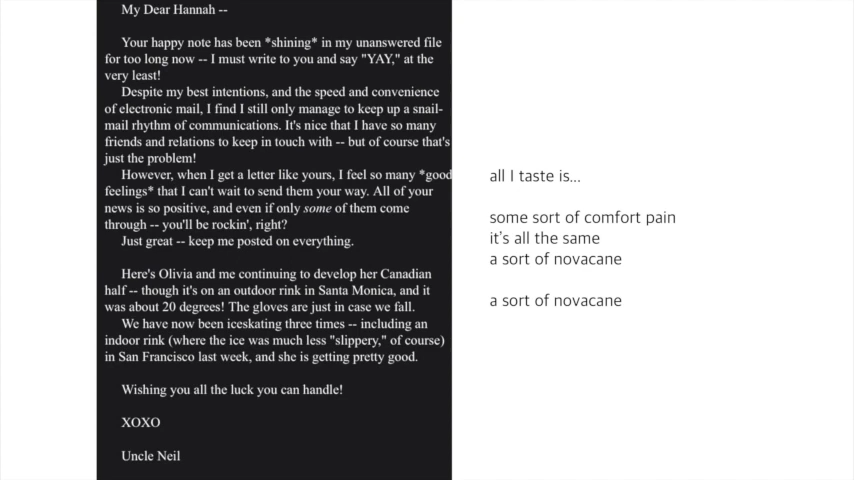 My Dear Hannah --
Your happy note has been *shining* in my unanswered file
for too long now -- I must write to you and say "YAY," at the
very least!
Despite my best intentions, and the speed and convenience
of electronic mail, I find I still only manage to keep up a snail-
mail rhythm of communications. It's nice that I have so many
friends and relations to keep in touch with -- but of course that's
just the problem!
However, when I get a letter like yours, I feel so many *good
feelings* that I can't wait to send them your way. All of your
news is so positive, and even if only some of them come
through -- you'll be rockin', right?
Just great -- keep me posted on everything.
Here's Olivia and me continuing to develop her Canadian
half -- though it's on an outdoor rink in Santa Monica, and it
was about 20 degrees! The gloves are just in case we fall.
We have now been iceskating three times -- including an
indoor rink (where the ice was much less "slippery," of course)
in San Francisco last week, and she is getting pretty good.
Wishing you all the luck you can handle!
XOXO
Uncle Neil
all I taste is...
some sort of comfort pain
it's all the same
a sort of novacane
a sort of novacane